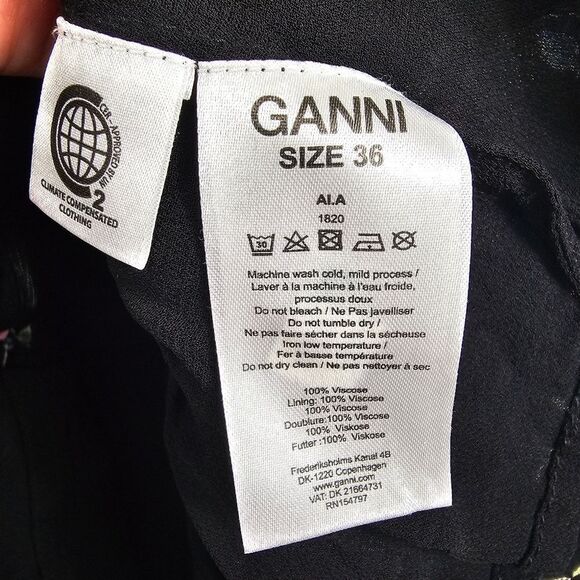 CER - APPROVED BY UN
2
CLIMATE COMPENSATED
CLOTHING
GANNI
SIZE 36
AI.A
1820
30
Machine wash cold, mild process /
Laver à la machine à l'eau froide,
processus doux
Do not bleach / Ne Pas javelliser
Do not tumble dry /
Ne pas faire sécher dans la sécheuse
Iron low temperature /
Fer à basse température
Do not dry clean / Ne pas nettoyer à sec
100% Viscose
Lining: 100% Viscose
100% Viscose
Doublure:100% Viscose
100% Viskose
Futter :100% Viskose
Frederiksholms Kanal 4B
DK-1220 Copenhagen
www.ganni.com
VAT: DK 21664731
RN154797